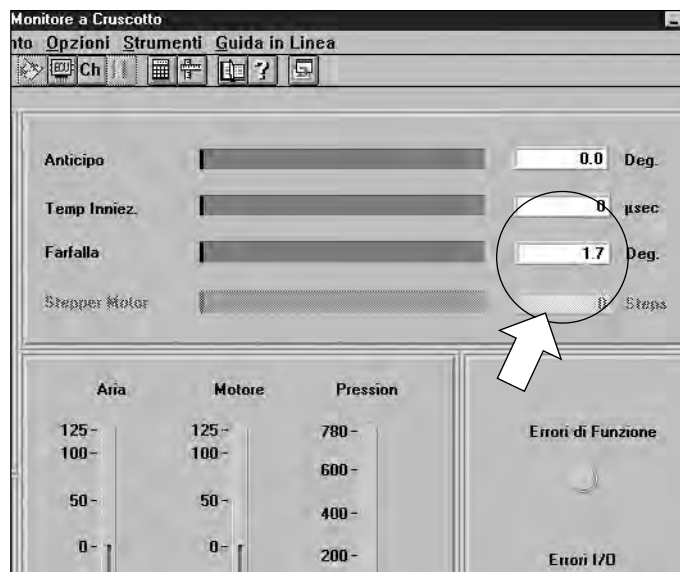 Monitore a Cruscotto
nto Opzioni Strumenti Guida in Linea
ECU Ch ?
Anticipo 0.0 Deg.
Temp Inniez. 0 µsec
Farfalla 1.7 Deg.
Stepper Motor 0 Steps
Aria Motore Pression
125- 125- 780-
100- 100-
600-
50- 50-
400-
0- 0-
200-
Errori di Funzione
Errori I/O